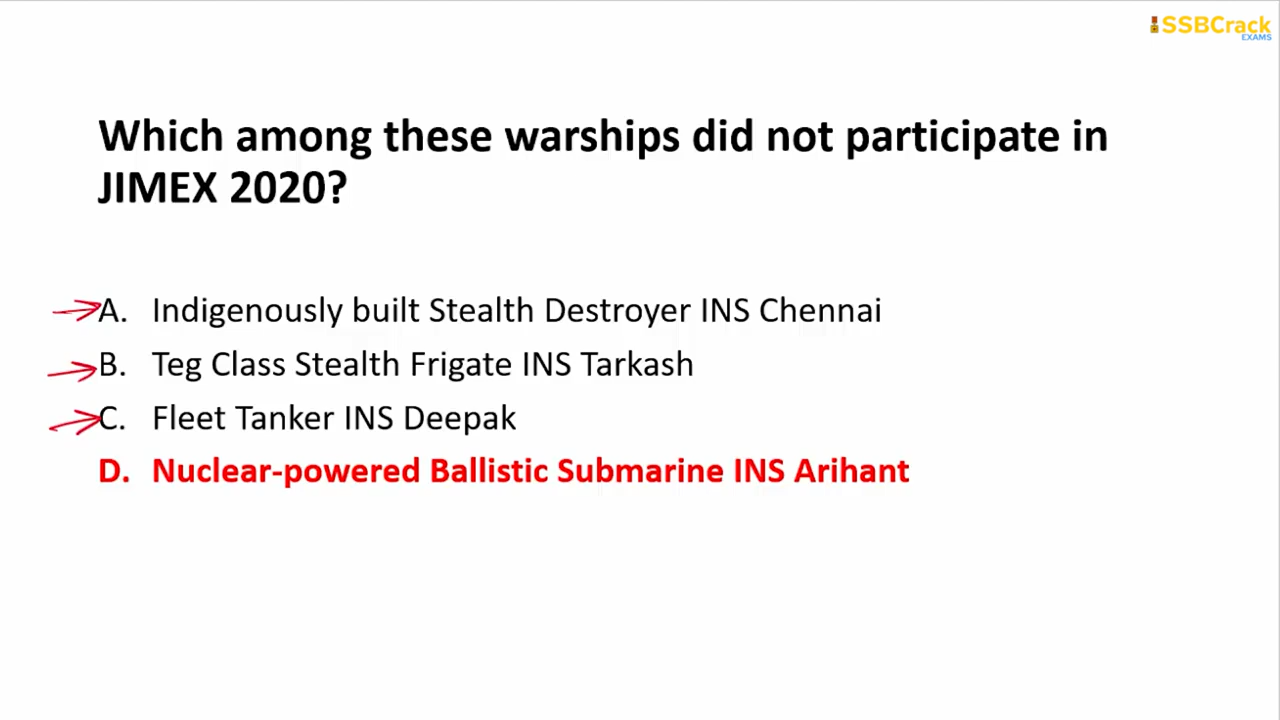 SSBCrack
EXAMS
Which among these warships did not participate in
JIMEX 2020?
A. Indigenously built Stealth Destroyer INS Chennai
B. Teg Class Stealth Frigate INS Tarkash
C. Fleet Tanker INS Deepak
D. Nuclear-powered Ballistic Submarine INS Arihant